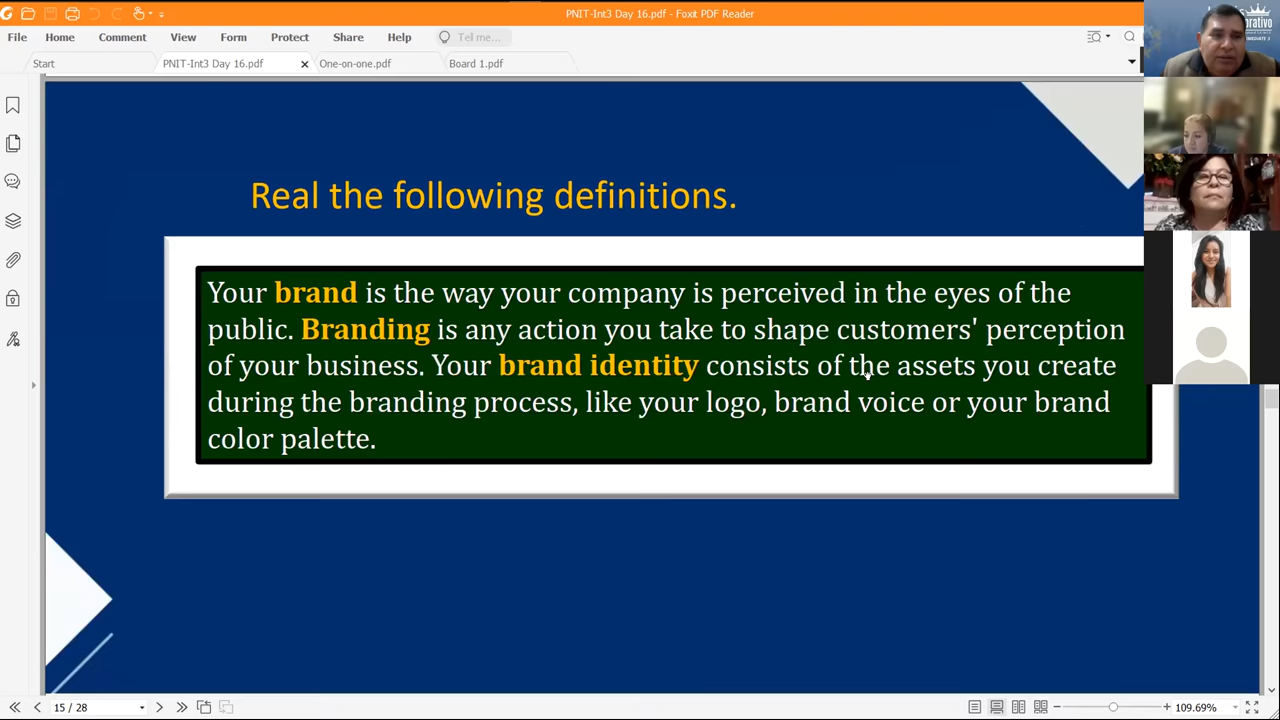 PNIT-Int3 Day 16.pdf - Foxit PDF Reader
File Home Comment View Form Protect Share Help Tell me...
Start PNIT-Int3 Day 16.pdf One-on-one.pdf Board 1.pdf
Real the following definitions.
Your brand is the way your company is perceived in the eyes of the
public. Branding is any action you take to shape customers' perception
of your business. Your brand identity consists of the assets you create
during the branding process, like your logo, brand voice or your brand
color palette.
15 / 28
109.69%